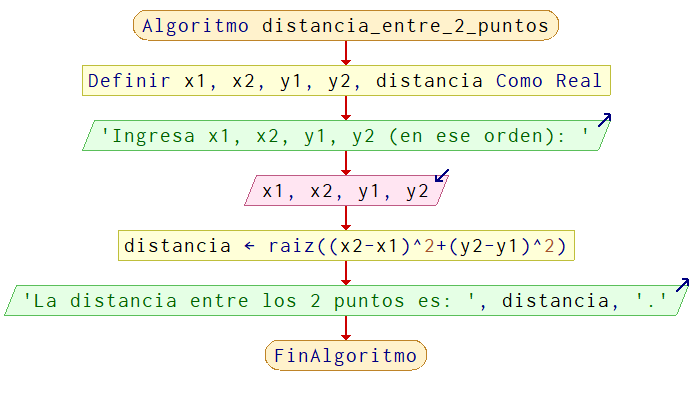 Algoritmo distancia_entre_2_puntos
Definir x1, x2, y1, y2, distancia Como Real
'Ingresa x1, x2, y1, y2 (en ese orden): '
x1, x2, y1, y2
distancia ← raiz((x2-x1)^2+(y2-y1)^2)
'La distancia entre los 2 puntos es: ', distancia, '.'
FinAlgoritmo